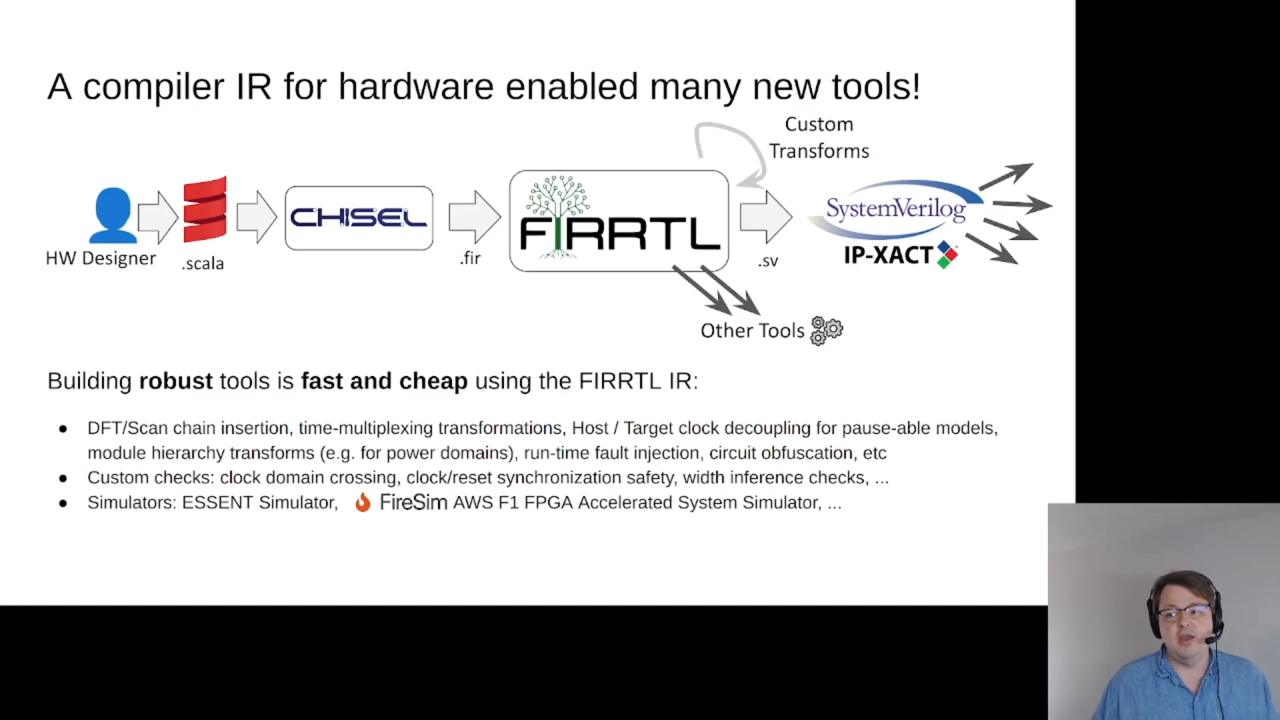 A compiler IR for hardware enabled many new tools!
Custom
Transforms
HW Designer
.scala
CHISEL
.fir
FIRRTL
.sv
SystemVerilog
IP-XACT
Other Tools
Building robust tools is fast and cheap using the FIRRTL IR:
● DFT/Scan chain insertion, time-multiplexing transformations, Host / Target clock decoupling for pause-able models,
module hierarchy transforms (e.g. for power domains), run-time fault injection, circuit obfuscation, etc
● Custom checks: clock domain crossing, clock/reset synchronization safety, width inference checks, ...
● Simulators: ESSENT Simulator, FireSim AWS F1 FPGA Accelerated System Simulator, ...